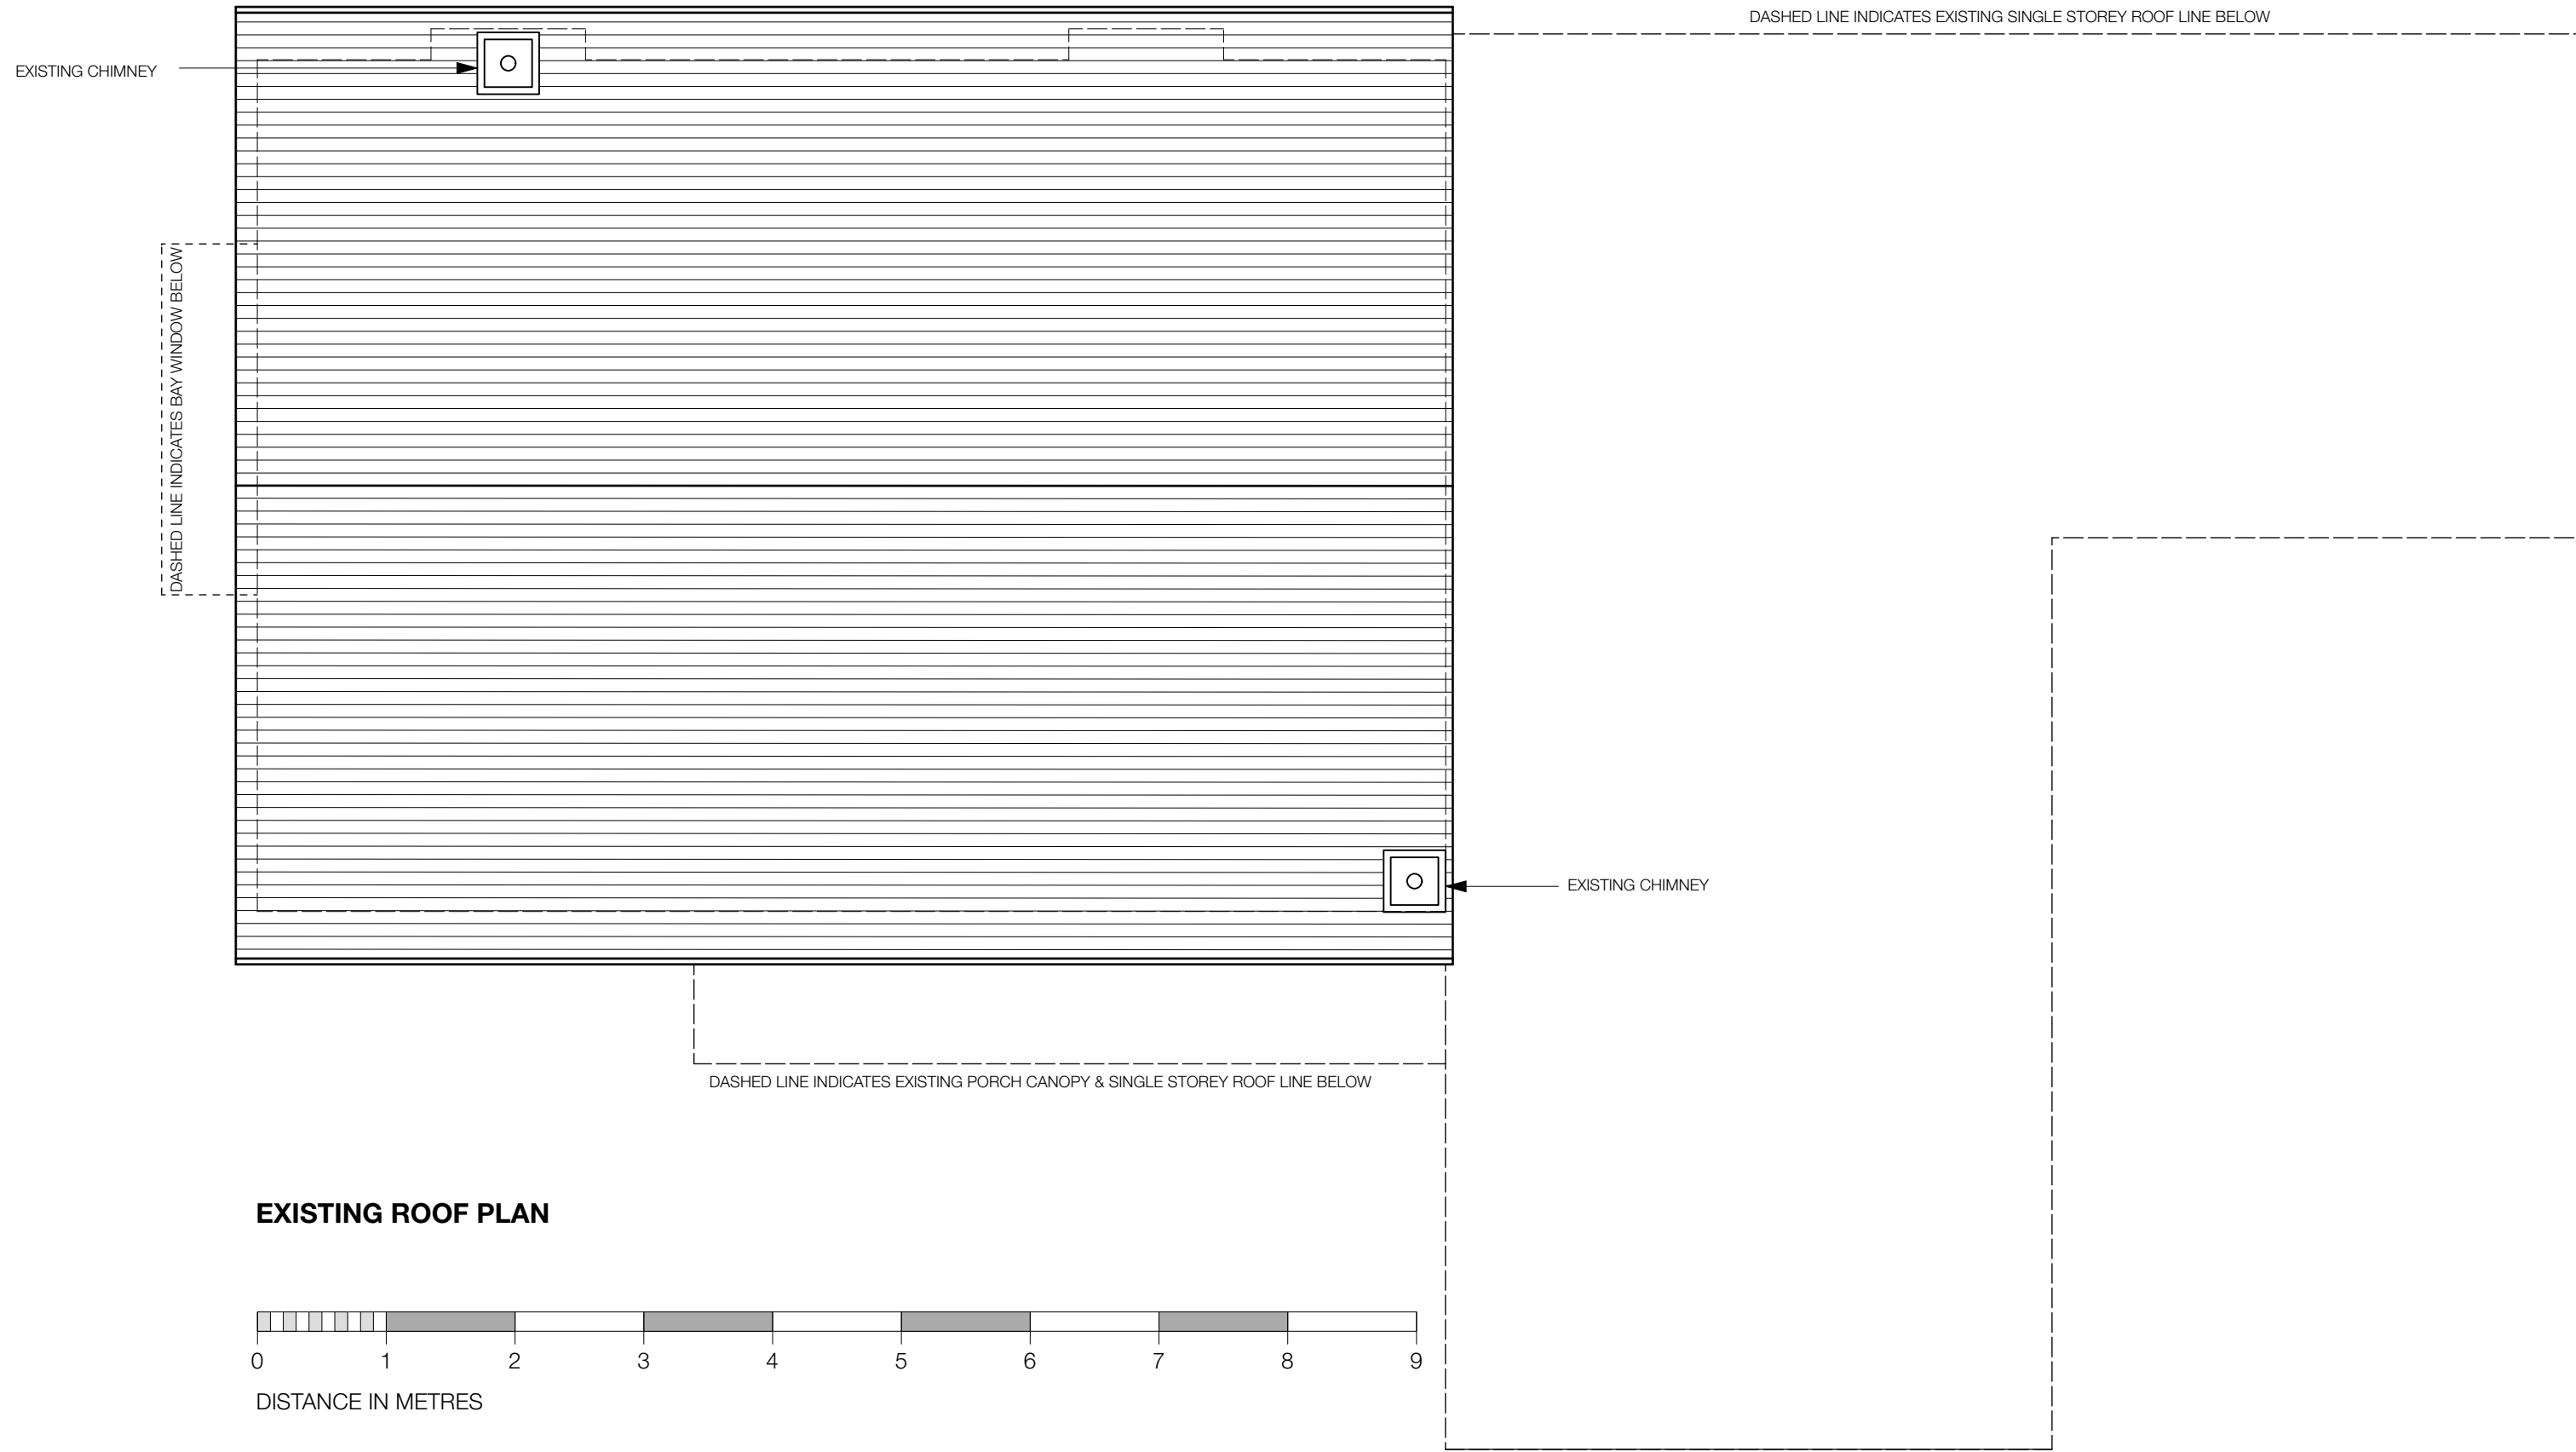 DASHED LINE INDICATES EXISTING SINGLE STOREY ROOF LINE BELOW
EXISTING CHIMNEY
DASHED LINE INDICATES BAY WINDOW BELOW
EXISTING CHIMNEY
DASHED LINE INDICATES EXISTING PORCH CANOPY & SINGLE STOREY ROOF LINE BELOW
EXISTING ROOF PLAN
0 1 2 3 4 5 6 7 8 9
DISTANCE IN METRES